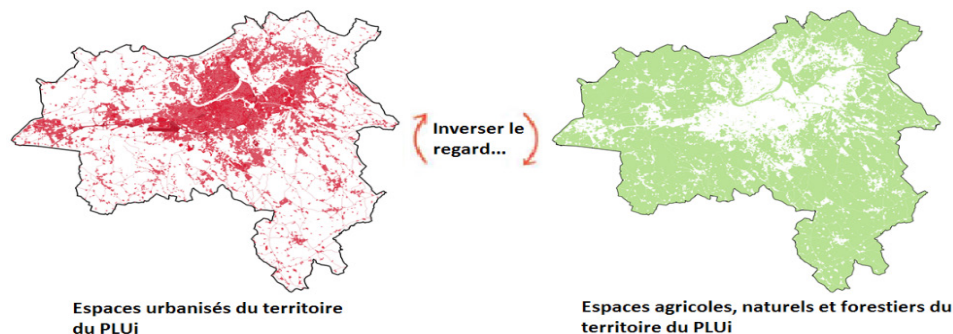 Inverser le
regard...
Espaces urbanisés du territoire
du PLUi
Espaces agricoles, naturels et forestiers du
territoire du PLUi